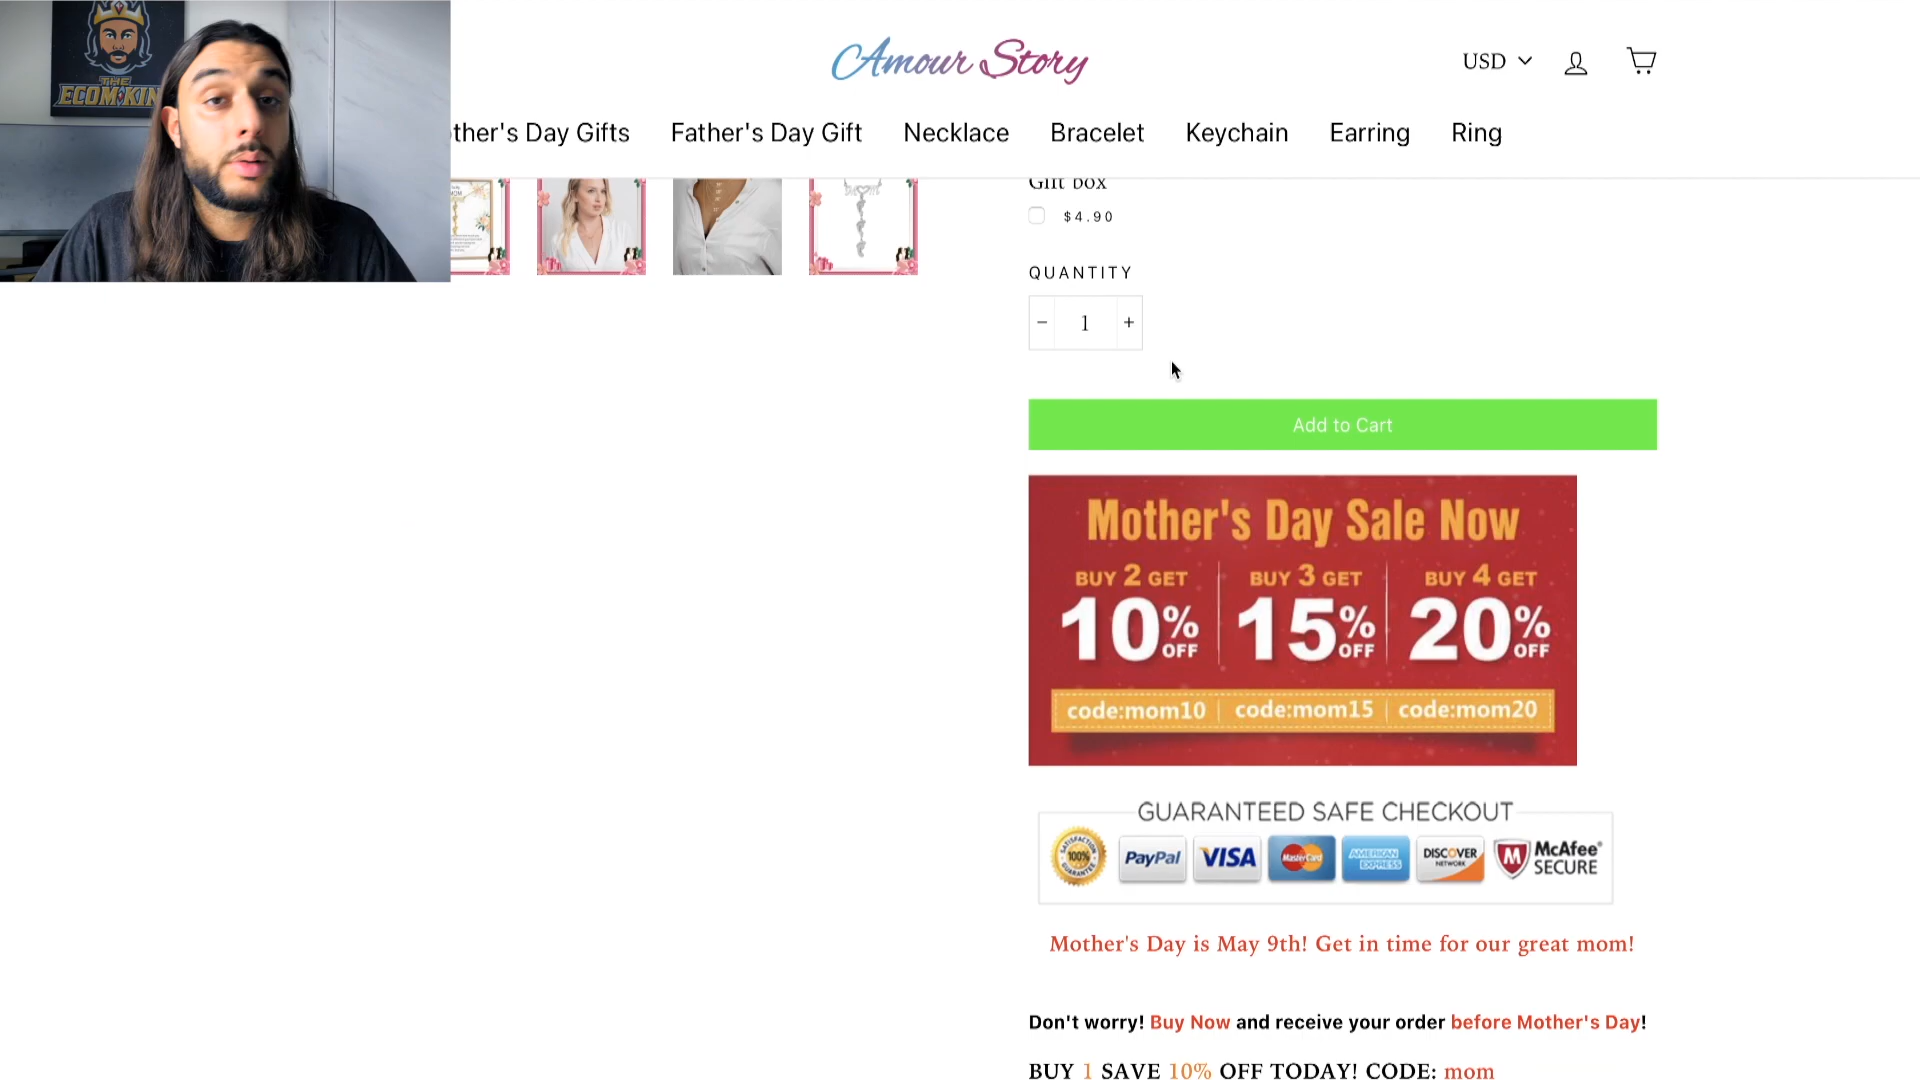 THE
ECOM KIN
Amour Story
USD
ther's Day Gifts
Father's Day Gift
Necklace
Bracelet
Keychain
Earring
Ring
Gift box
$4.90
QUANTITY
− 1 +
Add to Cart
Mother's Day Sale Now
BUY 2 GET
10% OFF
BUY 3 GET
15% OFF
BUY 4 GET
20% OFF
code:mom10
code:mom15
code:mom20
GUARANTEED SAFE CHECKOUT
SATISFACTION 100% GUARANTEE
PayPal
VISA
MasterCard
AMERICAN EXPRESS
DISCOVER NETWORK
M McAfee® SECURE
Mother's Day is May 9th! Get in time for our great mom!
Don't worry! Buy Now and receive your order before Mother's Day!
BUY 1 SAVE 10% OFF TODAY! CODE: mom